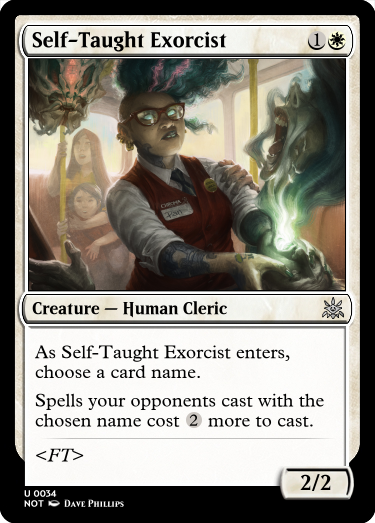 Self-Taught Exorcist 1
Creature — Human Cleric
As Self-Taught Exorcist enters,
choose a card name.
Spells your opponents cast with the
chosen name cost 2 more to cast.
<FT>
2/2
U 0034
NOT DAVE PHILLIPS